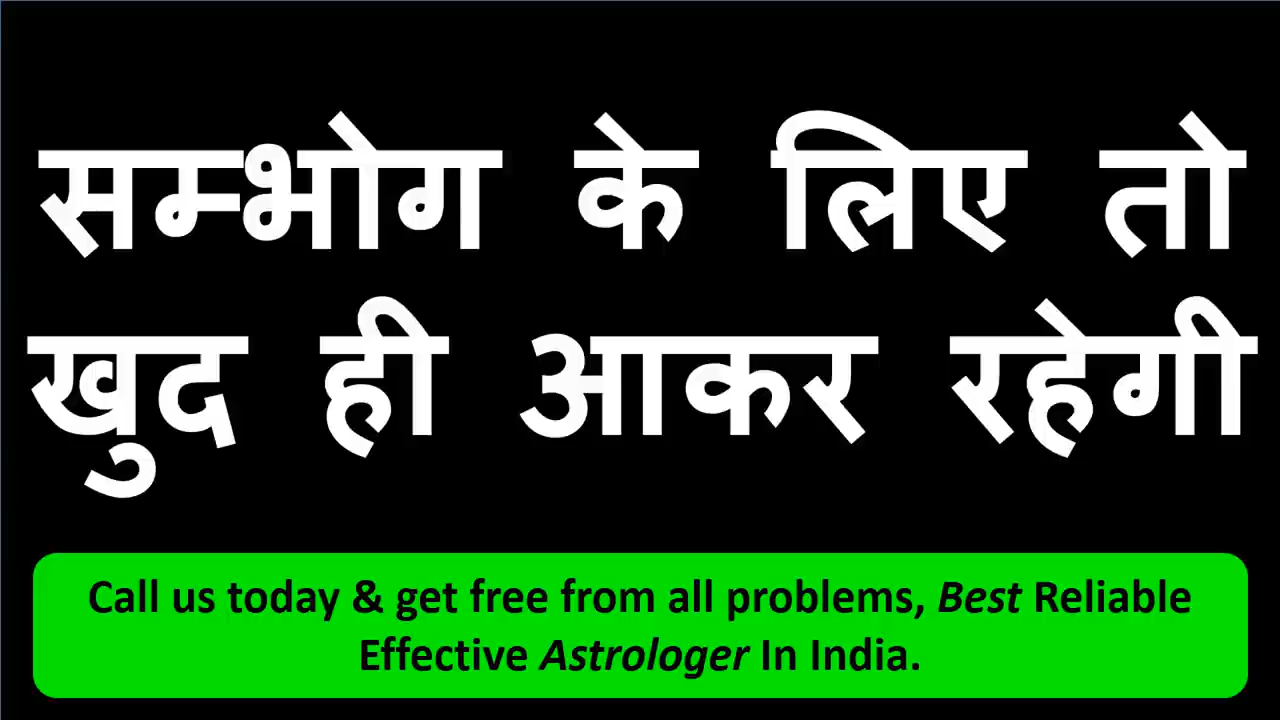 सम्भोग के लिए तो
खुद ही आकर रहेगी
Call us today & get free from all problems, Best Reliable
Effective Astrologer In India.